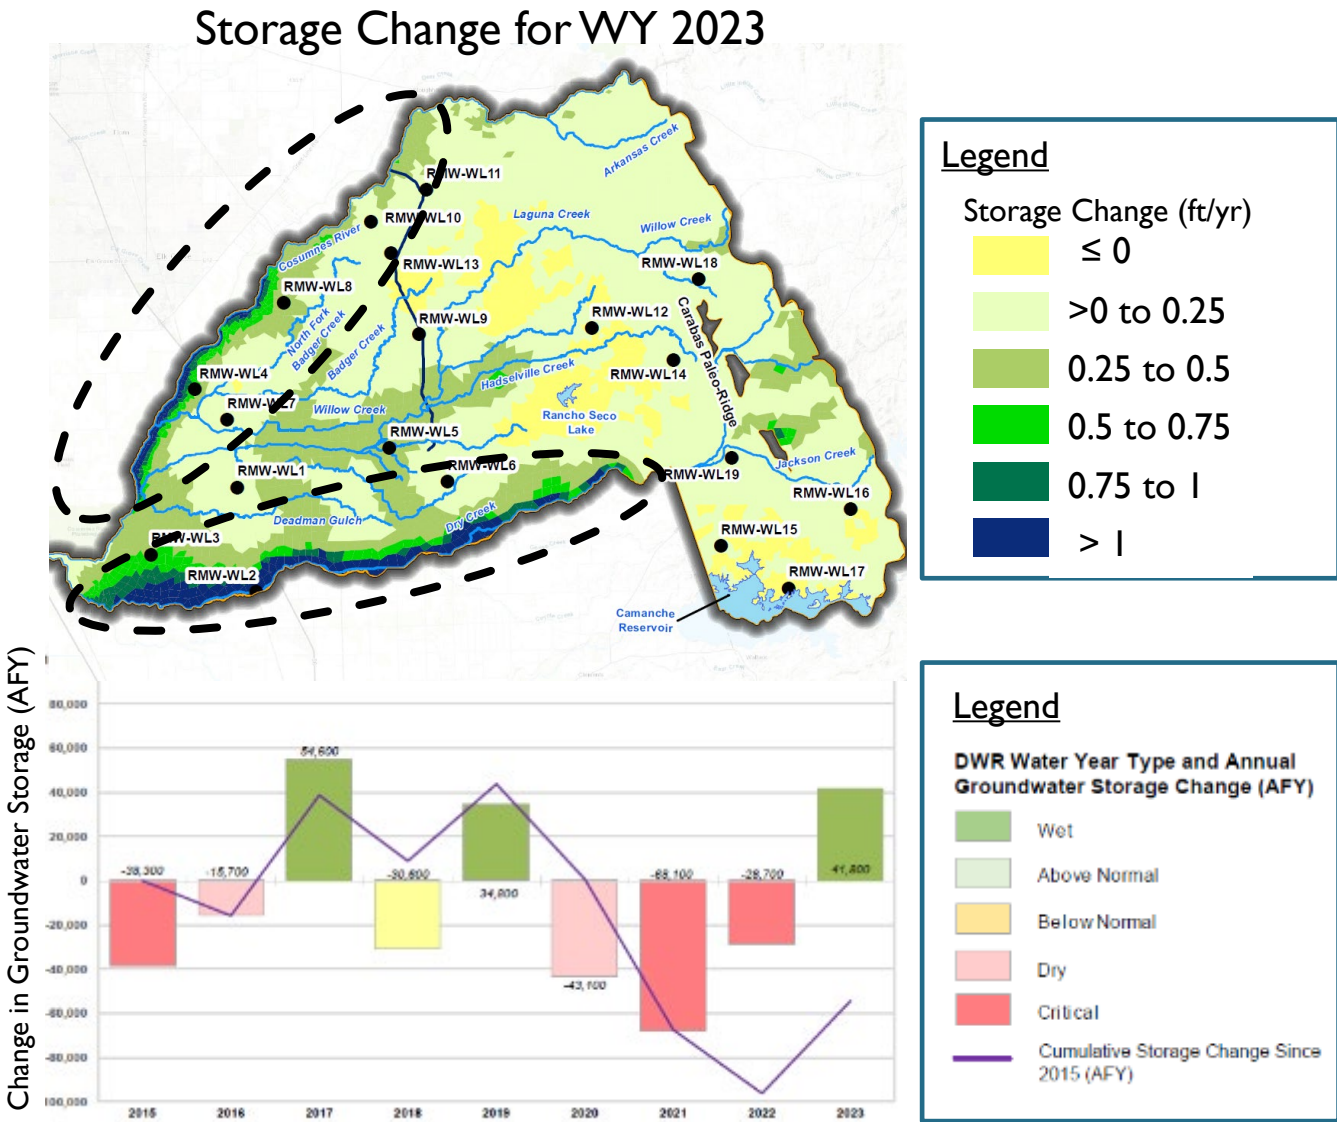 Storage Change for WY 2023
Arkansas Creek
RMW-WL11
RMW-WL10
Laguna Creek
Willow Creek
Cosumnes River
RMW-WL13
RMW-WL18
RMW-WL8
RMW-WL12
RMW-WL9
North Fork
Badger Creek
Badger Creek
Carabas Paleo-Ridge
RMW-WL4
Hadselville Creek
RMW-WL14
RMW-WL7
Willow Creek
Rancho Seco
Lake
RMW-WL5
RMW-WL1
RMW-WL6
RMW-WL19
Jackson Creek
RMW-WL16
Deadman Gulch
Dry Creek
RMW-WL3
RMW-WL15
RMW-WL2
RMW-WL17
Camanche
Reservoir
Legend
Storage Change (ft/yr)
≤ 0
>0 to 0.25
0.25 to 0.5
0.5 to 0.75
0.75 to 1
> 1
Change in Groundwater Storage (AFY)
80,000
60,000
40,000
20,000
0
-20,000
-40,000
-60,000
-80,000
100,000
-38,300
-15,700
54,600
-30,600
34,800
-43,100
-28,700
41,800
2015
2016
2017
2018
2019
2020
2021
2022
2023
Legend
DWR Water Year Type and Annual
Groundwater Storage Change (AFY)
Wet
Above Normal
Below Normal
Dry
Critical
Cumulative Storage Change Since
2015 (AFY)